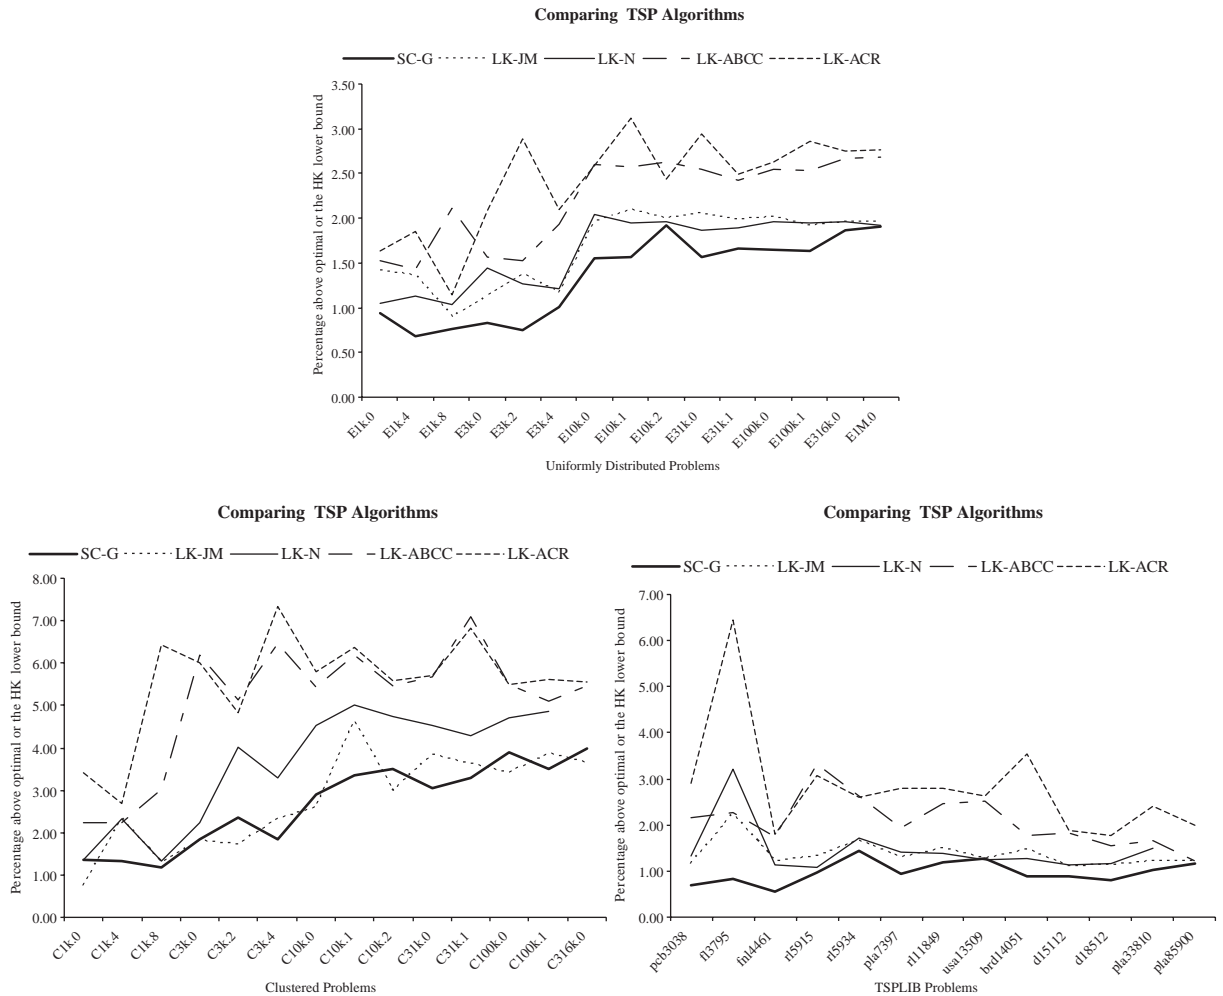 Comparing TSP Algorithms
SC-G LK-JM LK-N LK-ABCC LK-ACR
Percentage above optimal or the HK lower bound
3.50
3.00
2.50
2.00
1.50
1.00
0.50
0.00
E1k.0 E1k.4 E1k.8 E3k.0 E3k.2 E3k.4 E10k.0 E10k.1 E10k.2 E31k.0 E31k.1 E100k.0 E100k.1 E316k.0 E1M.0
Uniformly Distributed Problems
Comparing TSP Algorithms
SC-G LK-JM LK-N LK-ABCC LK-ACR
Percentage above optimal or the HK lower bound
8.00
7.00
6.00
5.00
4.00
3.00
2.00
1.00
0.00
C1k.0 C1k.4 C1k.8 C3k.0 C3k.2 C3k.4 C10k.0 C10k.1 C10k.2 C31k.0 C31k.1 C100k.0 C100k.1 C316k.0
Clustered Problems
Comparing TSP Algorithms
SC-G LK-JM LK-N LK-ABCC LK-ACR
Percentage above optimal or the HK lower bound
7.00
6.00
5.00
4.00
3.00
2.00
1.00
0.00
pcb3038 f13795 fnl4461 r15915 r15934 pla7397 r111849 usa13509 brd14051 d15112 d18512 pla33810 pla85900
TSPLIB Problems